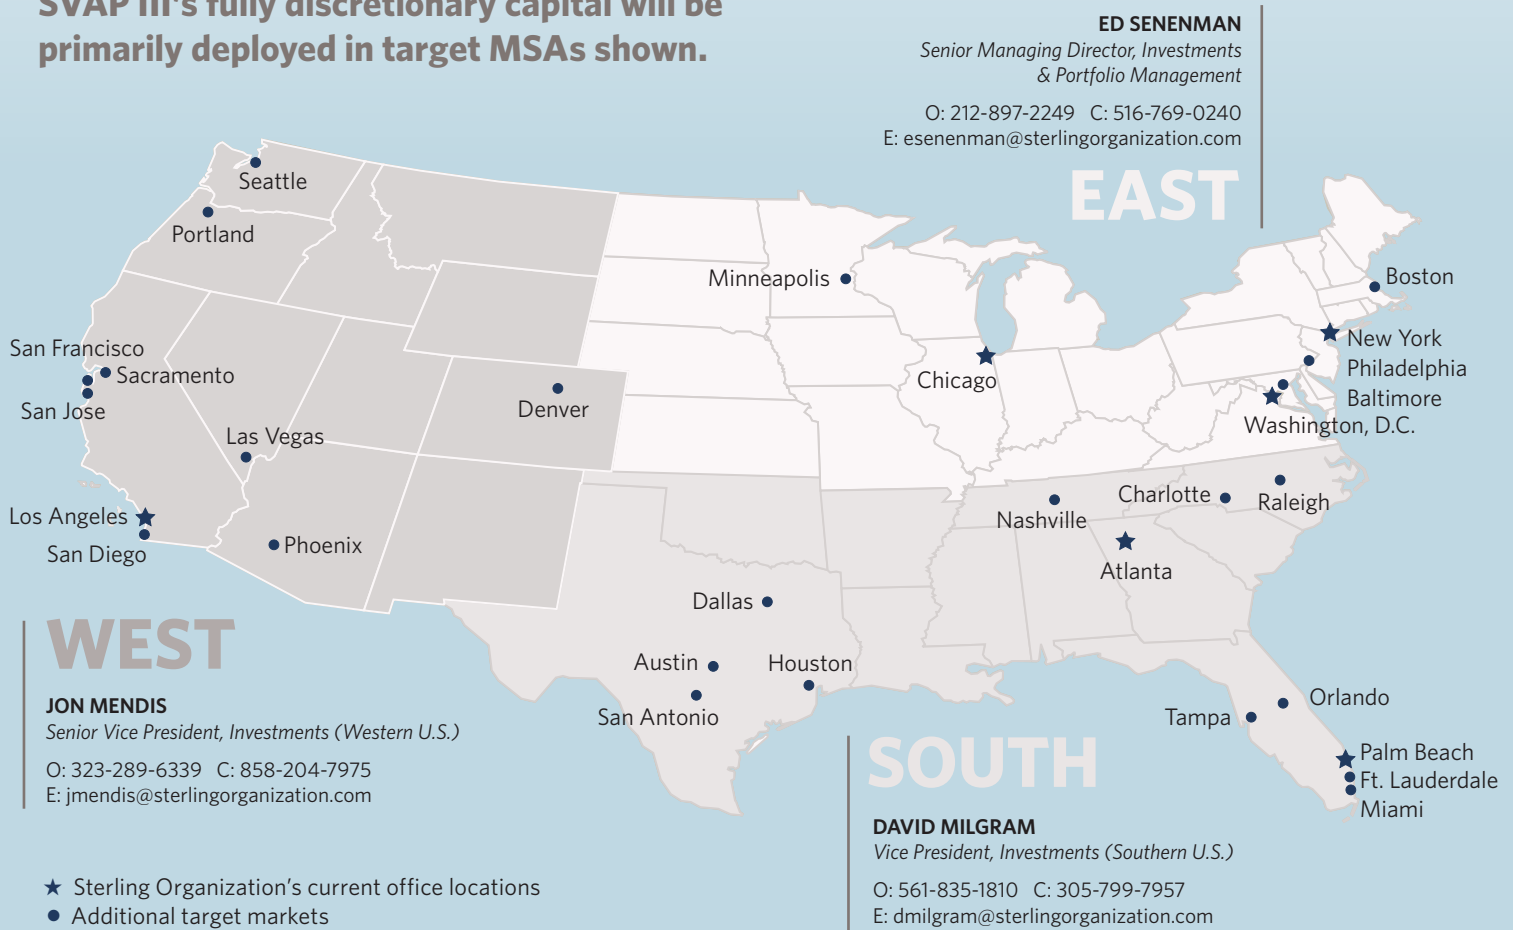 SVAP III's fully discretionary capital will be
primarily deployed in target MSAs shown.
ED SENENMAN
Senior Managing Director, Investments
& Portfolio Management
O: 212-897-2249 C: 516-769-0240
E: esenenman@sterlingorganization.com
EAST
Seattle
Portland
Minneapolis
Boston
San Francisco
Sacramento
San Jose
Las Vegas
Denver
Chicago
New York
Philadelphia
Baltimore
Washington, D.C.
Los Angeles
San Diego
Phoenix
Nashville
Charlotte
Raleigh
Atlanta
Dallas
Austin
Houston
San Antonio
Orlando
Tampa
Palm Beach
Ft. Lauderdale
Miami
WEST
JON MENDIS
Senior Vice President, Investments (Western U.S.)
O: 323-289-6339 C: 858-204-7975
E: jmendis@sterlingorganization.com
SOUTH
DAVID MILGRAM
Vice President, Investments (Southern U.S.)
O: 561-835-1810 C: 305-799-7957
E: dmilgram@sterlingorganization.com
Sterling Organization's current office locations
Additional target markets